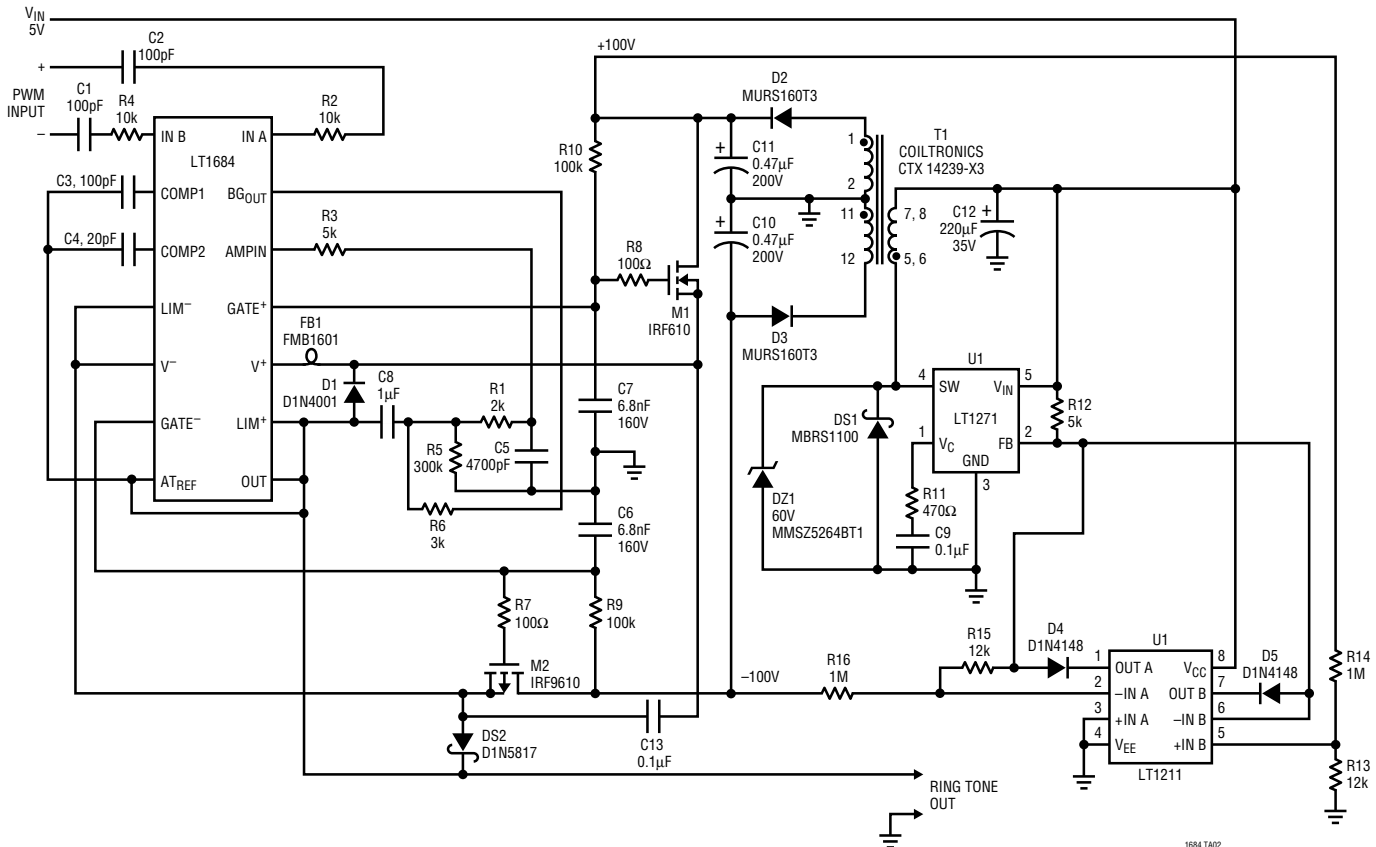 VIN
5V
C2
100pF
+
PWM
INPUT
–
C1
100pF
R4
10k
IN B
IN A
R2
10k
LT1684
C3, 100pF
COMP1
BGOUT
C4, 20pF
COMP2
AMPIN
R3
5k
LIM–
GATE+
V–
V+
FB1
FMB1601
D1
D1N4001
C8
1µF
R1
2k
GATE–
LIM+
R5
300k
C5
4700pF
ATREF
OUT
R6
3k
+100V
R10
100k
R8
100Ω
M1
IRF610
C7
6.8nF
160V
C6
6.8nF
160V
R7
100Ω
R9
100k
M2
IRF9610
DS2
D1N5817
C13
0.1µF
–100V
D2
MURS160T3
+
C11
0.47µF
200V
+
C10
0.47µF
200V
D3
MURS160T3
1
2
11
12
T1
COILTRONICS
CTX 14239-X3
7, 8
5, 6
C12
220µF
35V
+
U1
4
SW
VIN
5
LT1271
1
VC
FB
2
GND
3
R12
5k
DS1
MBRS1100
DZ1
60V
MMSZ5264BT1
R11
470Ω
C9
0.1µF
R16
1M
R15
12k
D4
D1N4148
U1
1
OUT A
VCC
8
2
–IN A
OUT B
7
3
+IN A
–IN B
6
4
VEE
+IN B
5
LT1211
D5
D1N4148
R14
1M
R13
12k
RING TONE
OUT
1684 TA02